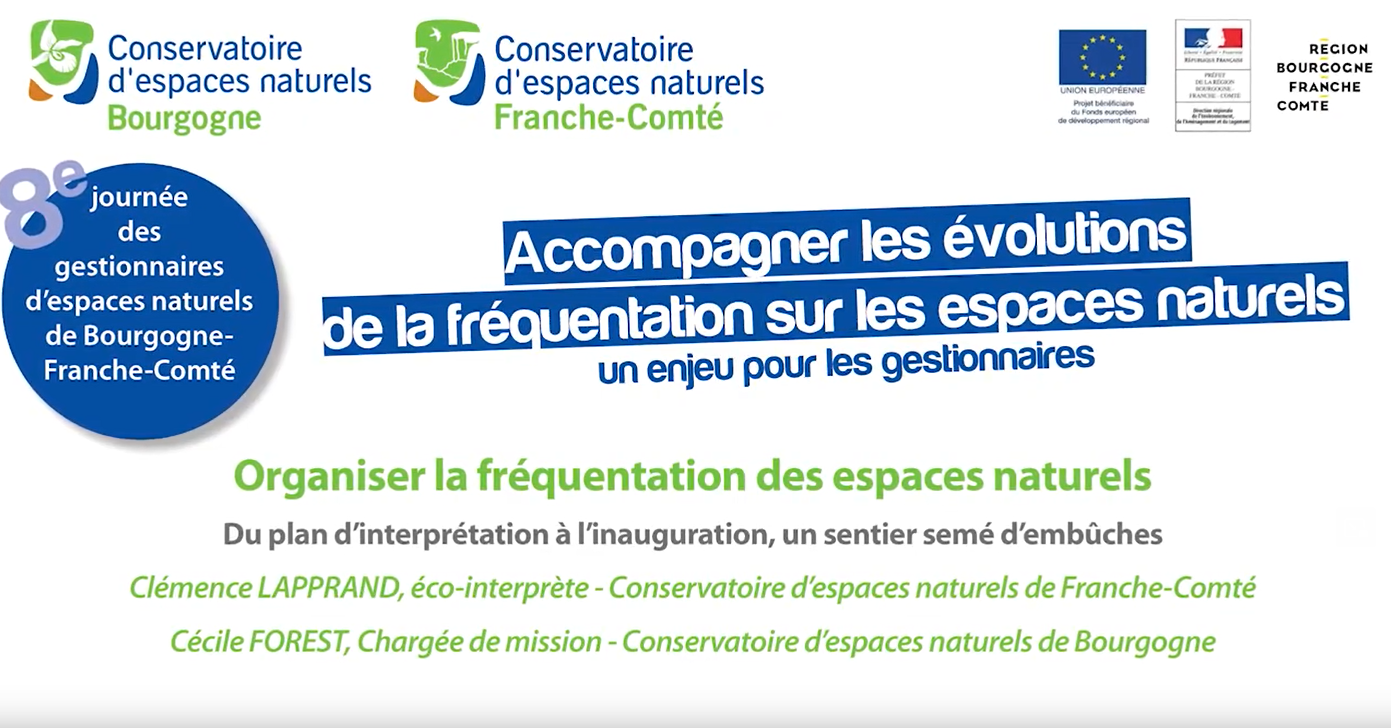 Conservatoire
d'espaces naturels
Bourgogne
Conservatoire
d'espaces naturels
Franche-Comté
UNION EUROPÉENNE
Projet bénéficiaire
du Fonds européen
de développement régional
Liberté • Égalité • Fraternité
RÉPUBLIQUE FRANÇAISE
PRÉFET
DE LA RÉGION
BOURGOGNE-
FRANCHE-COMTÉ
Direction régionale
de l'environnement,
de l'aménagement et du logement
REGION
BOURGOGNE
FRANCHE
COMTE
8e
journée
des
gestionnaires
d'espaces naturels
de Bourgogne-
Franche-Comté
Accompagner les évolutions
de la fréquentation sur les espaces naturels
un enjeu pour les gestionnaires
Organiser la fréquentation des espaces naturels
Du plan d'interprétation à l'inauguration, un sentier semé d'embûches
Clémence LAPPRAND, éco-interprète - Conservatoire d'espaces naturels de Franche-Comté
Cécile FOREST, Chargée de mission - Conservatoire d'espaces naturels de Bourgogne